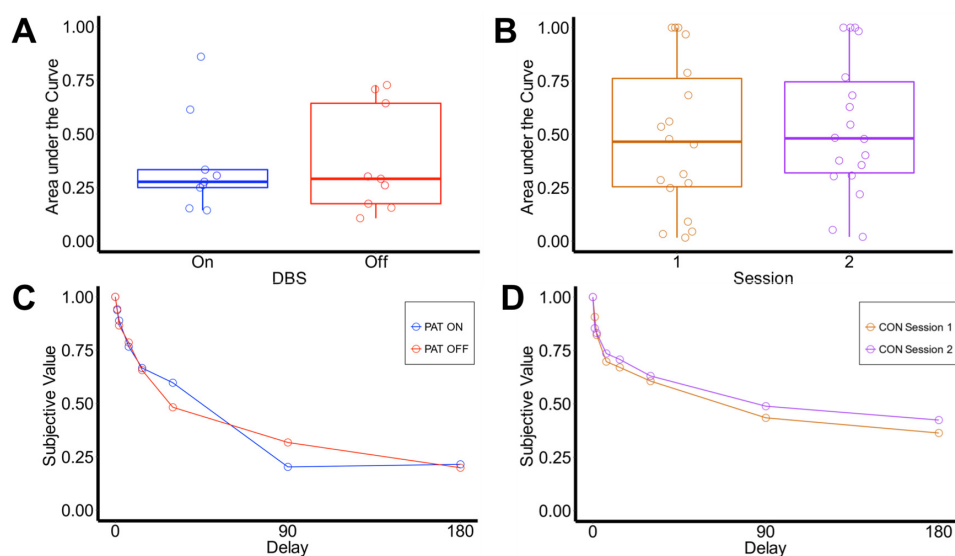 A
Area under the Curve
1.00
0.75
0.50
0.25
0.00
On
Off
DBS
B
Area under the Curve
1.00
0.75
0.50
0.25
0.00
1
2
Session
C
Subjective Value
1.00
0.75
0.50
0.25
0.00
PAT ON
PAT OFF
0
90
180
Delay
D
Subjective Value
1.00
0.75
0.50
0.25
0.00
CON Session 1
CON Session 2
0
90
180
Delay